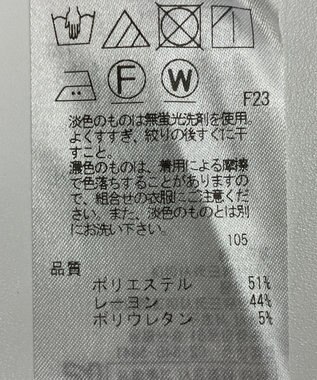 F W
F23
淡色のものは無蛍光洗剤を使用。
よくすすぎ、絞りの後すぐに干
すこと。
濃色のものは、着用による摩擦
で色落ちすることがありますの
で、組合せの衣服にご注意くだ
さい。また、淡色のものとは別
にお洗い下さい。
105
品質
ポリエステル 51%
レーヨン 44%
ポリウレタン 5%